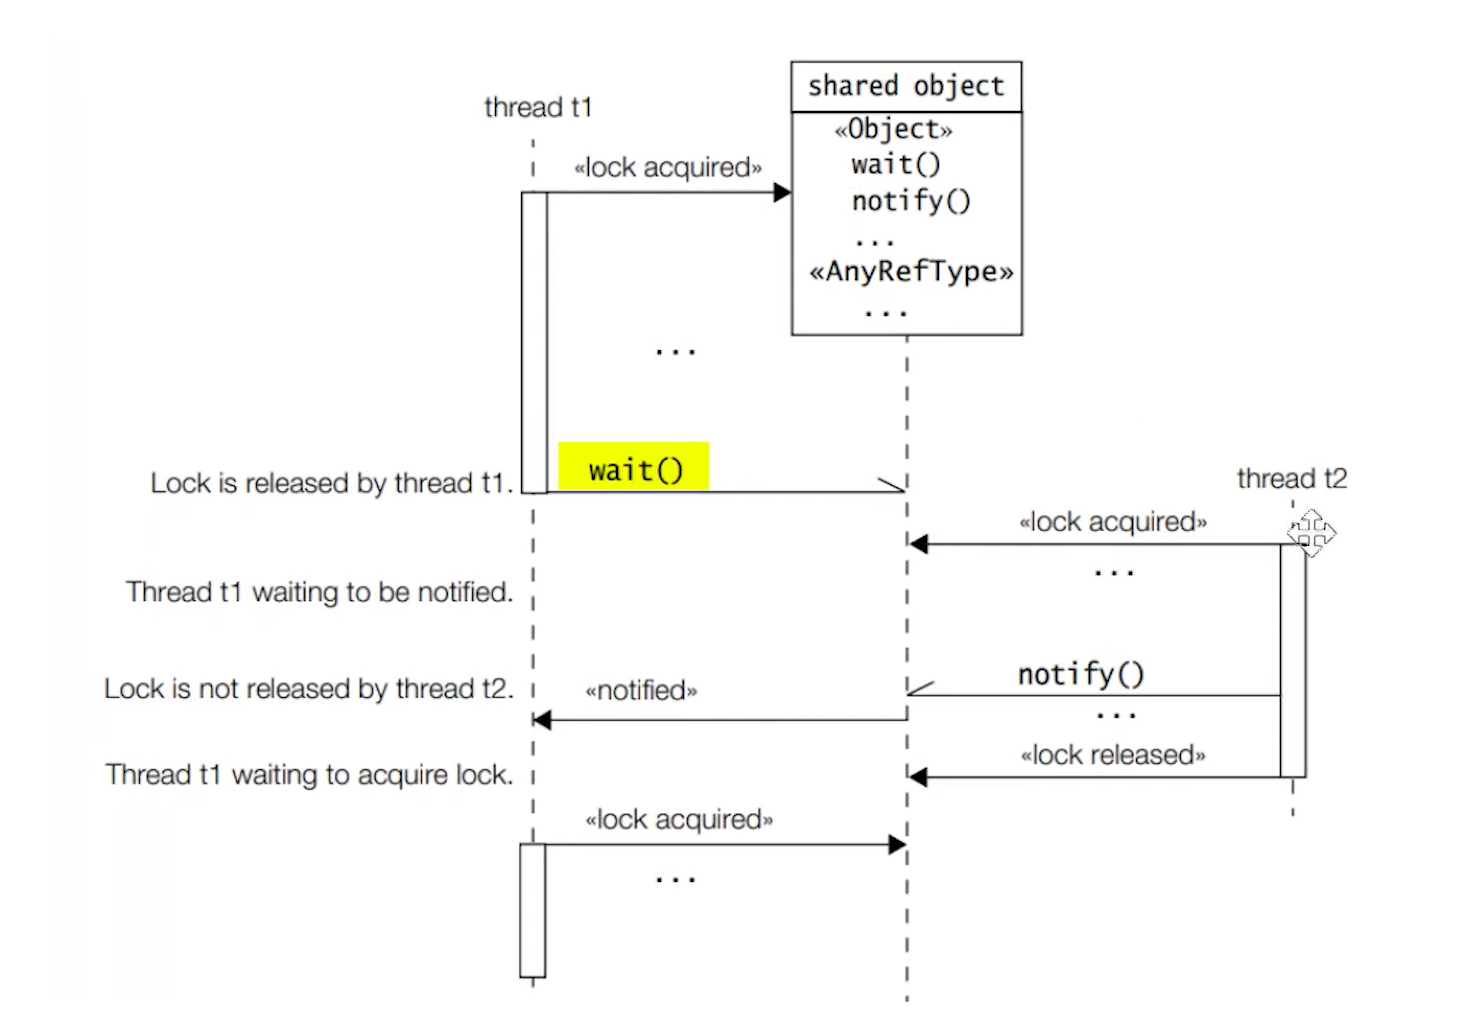 shared object
thread t1
«Object»
«lock acquired»
wait()
notify()
...
«AnyRefType»
...
...
wait()
Lock is released by thread t1.
thread t2
«lock acquired»
...
Thread t1 waiting to be notified.
notify()
Lock is not released by thread t2.
«notified»
...
«lock released»
Thread t1 waiting to acquire lock.
«lock acquired»
...